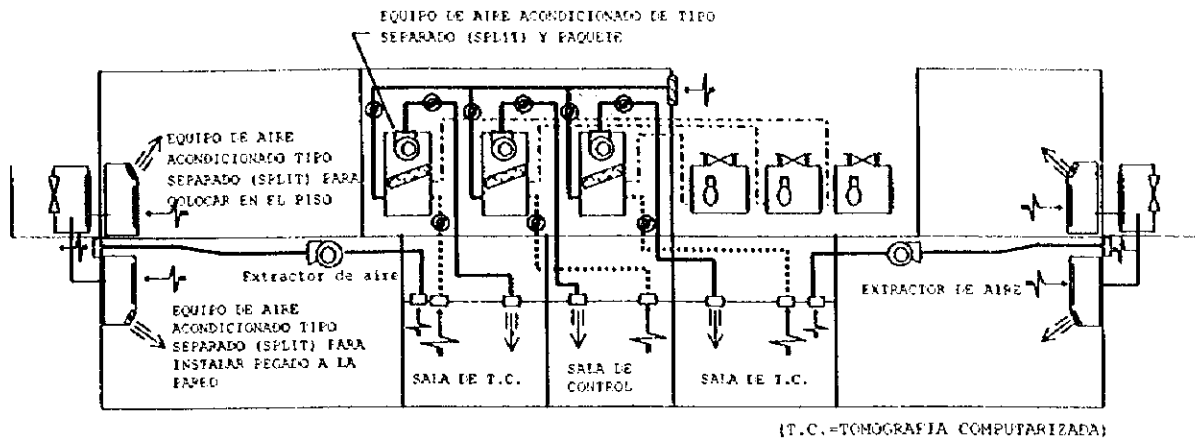 EQUIPO DE AIRE ACONDICIONADO DE TIPO
SEPARADO (SPLIT) Y PAQUETE
EQUIPO DE AIRE
ACONDICIONADO TIPO
SEPARADO (SPLIT) PARA
COLOCAR EN EL PISO
Extractor de aire
EXTRACTOR DE AIRE
EQUIPO DE AIRE
ACONDICIONADO TIPO
SEPARADO (SPLIT) PARA
INSTALAR PEGADO A LA
PARED
SALA DE T.C.
SALA DE
CONTROL
SALA DE T.C.
(T.C.=TOMOGRAFIA COMPUTARIZADA)